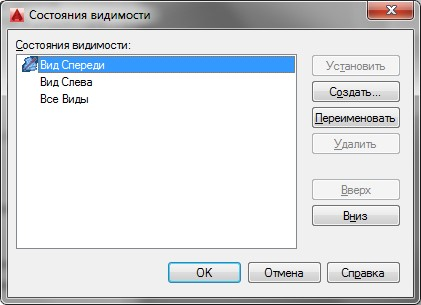 Состояния видимости
Состояния видимости:
Вид Спереди
Вид Слева
Все Виды
Установить
Создать...
Переименовать
Удалить
Вверх
Вниз
OK
Отмена
Справка